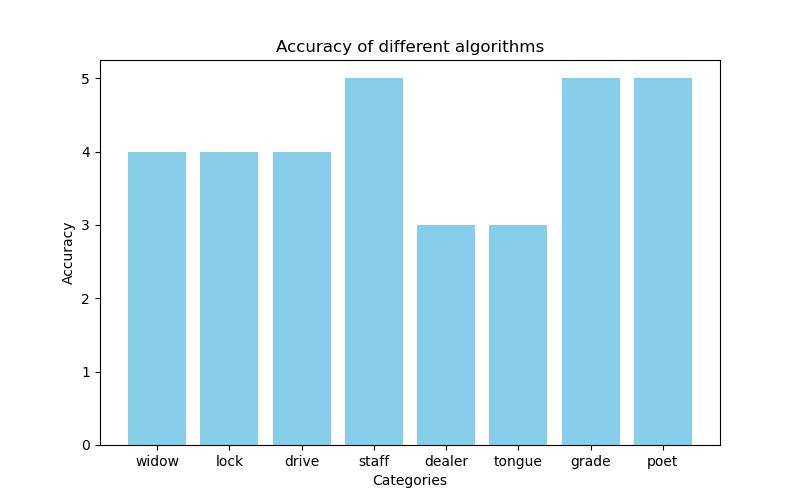 Accuracy of different algorithms
5
4
3
2
1
0
Accuracy
widow lock drive staff dealer tongue grade poet
Categories